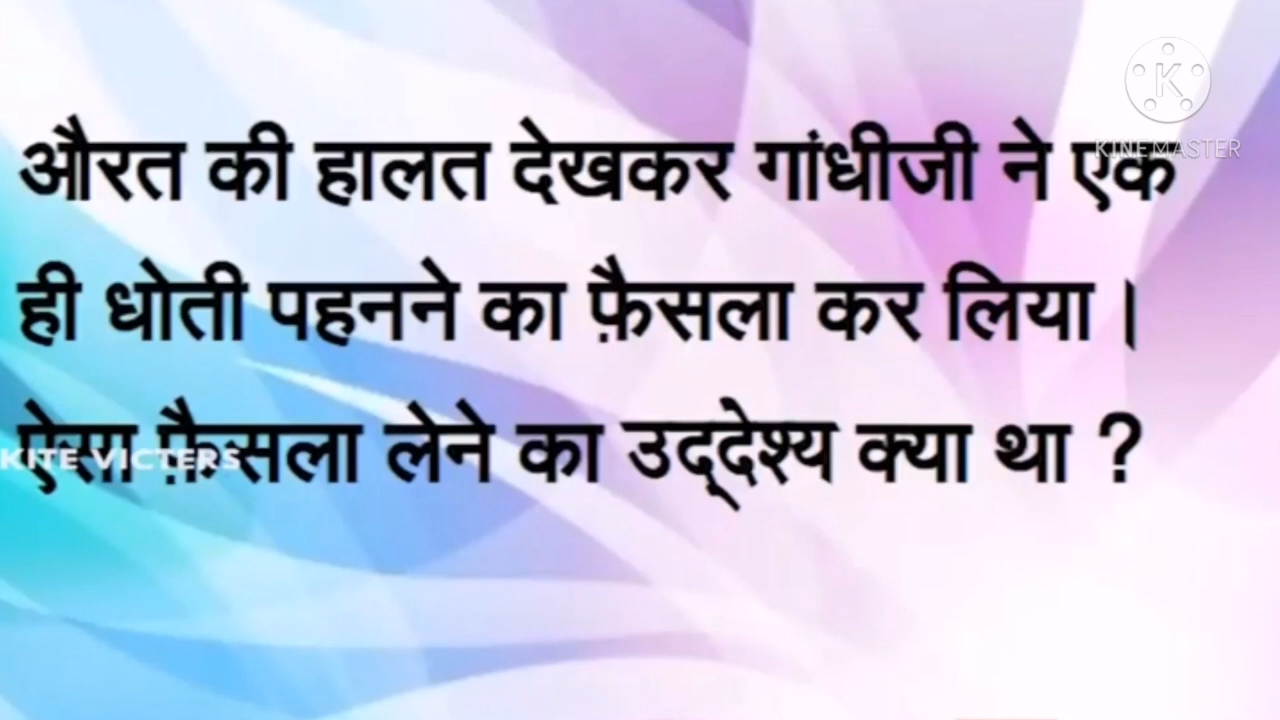 K
KINEMASTER
औरत की हालत देखकर गांधीजी ने एक
ही धोती पहनने का फ़ैसला कर लिया।
ऐसा फ़ैसला लेने का उद्देश्य क्या था ?
KITE VICTERS